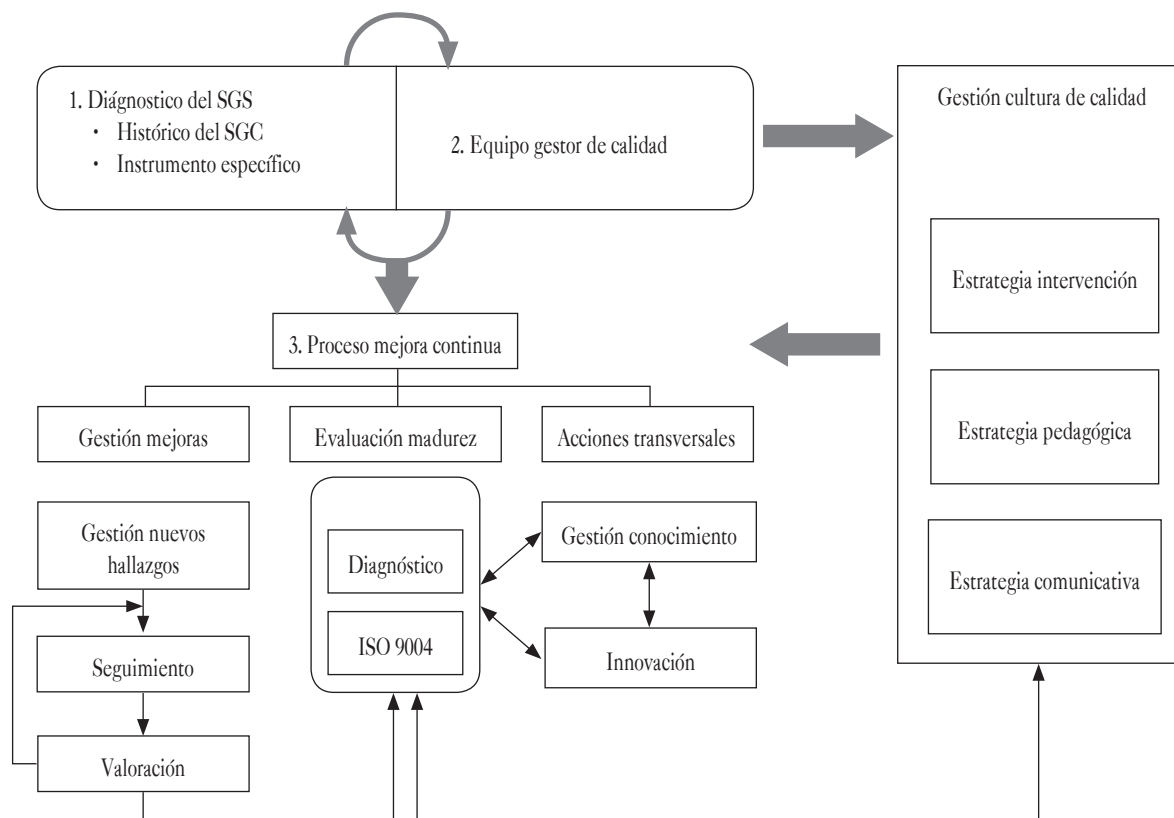 1. Diágnostico del SGS
• Histórico del SGC
• Instrumento específico
2. Equipo gestor de calidad
Gestión cultura de calidad
Estrategia intervención
Estrategia pedagógica
Estrategia comunicativa
3. Proceso mejora continua
Gestión mejoras
Evaluación madurez
Acciones transversales
Gestión nuevos
hallazgos
Seguimiento
Valoración
Diagnóstico
ISO 9004
Gestión conocimiento
Innovación